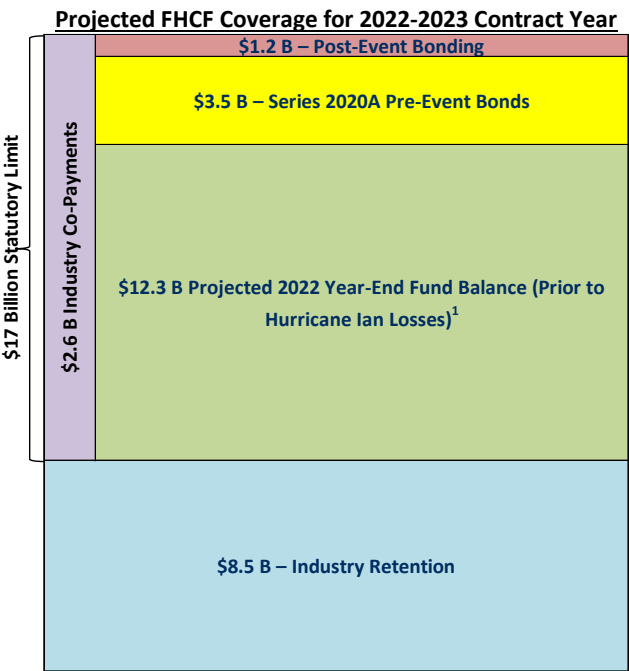 Projected FHCF Coverage for 2022-2023 Contract Year
$1.2 B – Post-Event Bonding
$3.5 B – Series 2020A Pre-Event Bonds
$17 Billion Statutory Limit
$2.6 B Industry Co-Payments
$12.3 B Projected 2022 Year-End Fund Balance (Prior to
Hurricane Ian Losses)1
$8.5 B – Industry Retention